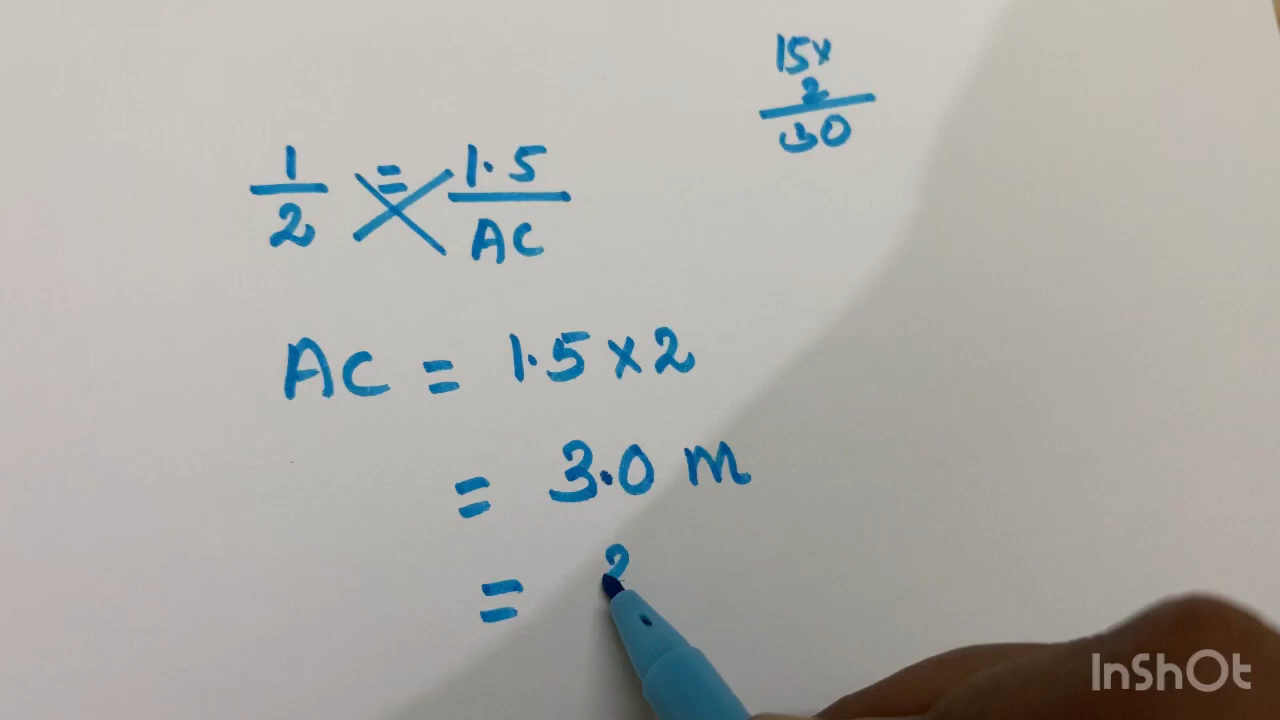 15×
2
30
1/2 = 1.5/AC
AC = 1.5×2
= 3.0 m
=
InShOt